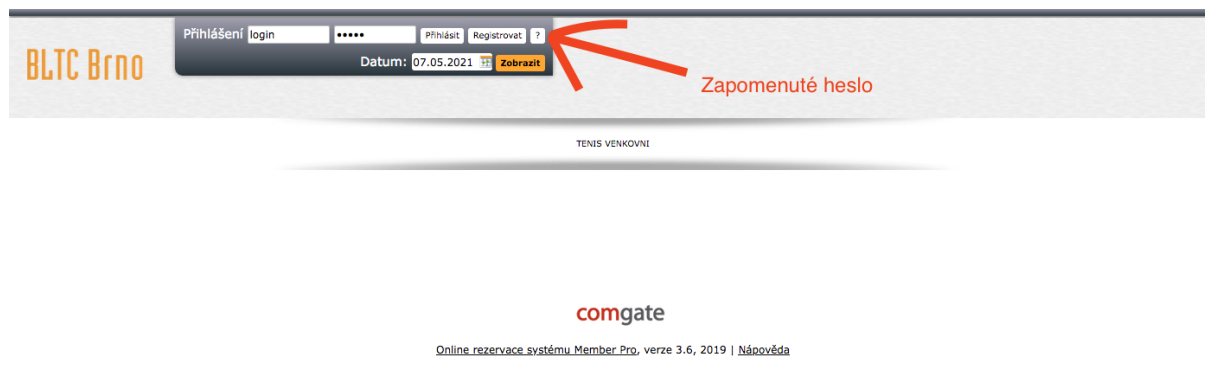 Přihlášení login ••••• Přihlásit Registrovat ?
BLTC Brno
Datum: 07.05.2021 Zobrazit
Zapomenuté heslo
TENIS VENKOVNI
comgate
Online rezervace systému Member Pro, verze 3.6, 2019 | Nápověda